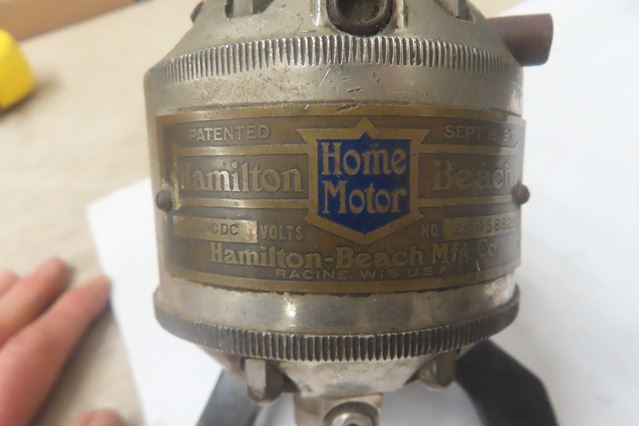 PATENTED
Hamilton Home Motor Beach
VOLTS NO
Hamilton-Beach Mfg. Co.
RACINE, WIS. U.S.A.